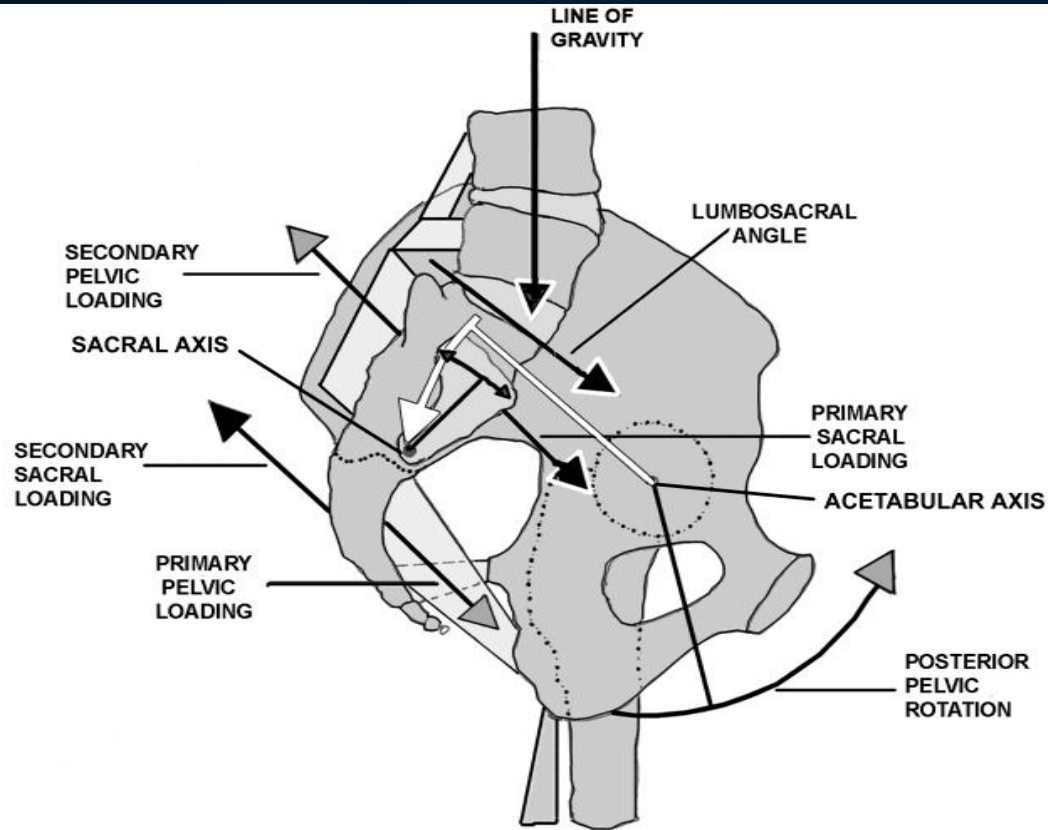 LINE OF
GRAVITY
LUMBOSACRAL
ANGLE
SECONDARY
PELVIC
LOADING
SACRAL AXIS
SECONDARY
SACRAL
LOADING
PRIMARY
PELVIC
LOADING
PRIMARY
SACRAL
LOADING
ACETABULAR AXIS
POSTERIOR
PELVIC
ROTATION